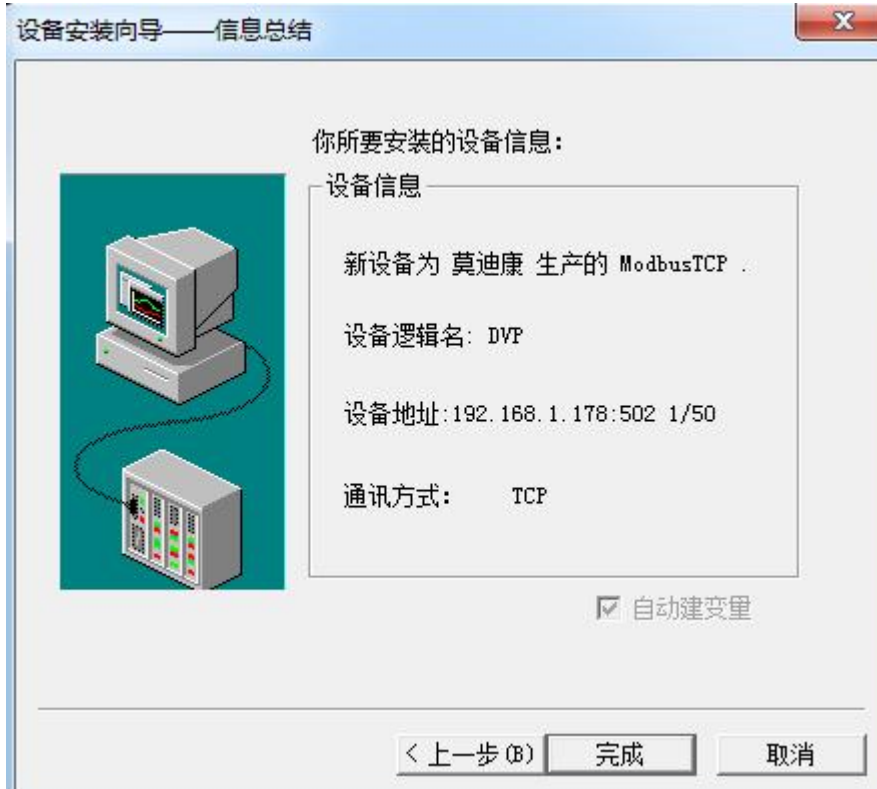 设备安装向导——信息总结
你所要安装的设备信息：
设备信息
新设备为 莫迪康 生产的 ModbusTCP .
设备逻辑名: DVP
设备地址:192.168.1.178:502 1/50
通讯方式： TCP
自动建变量
< 上一步(B) 完成 取消